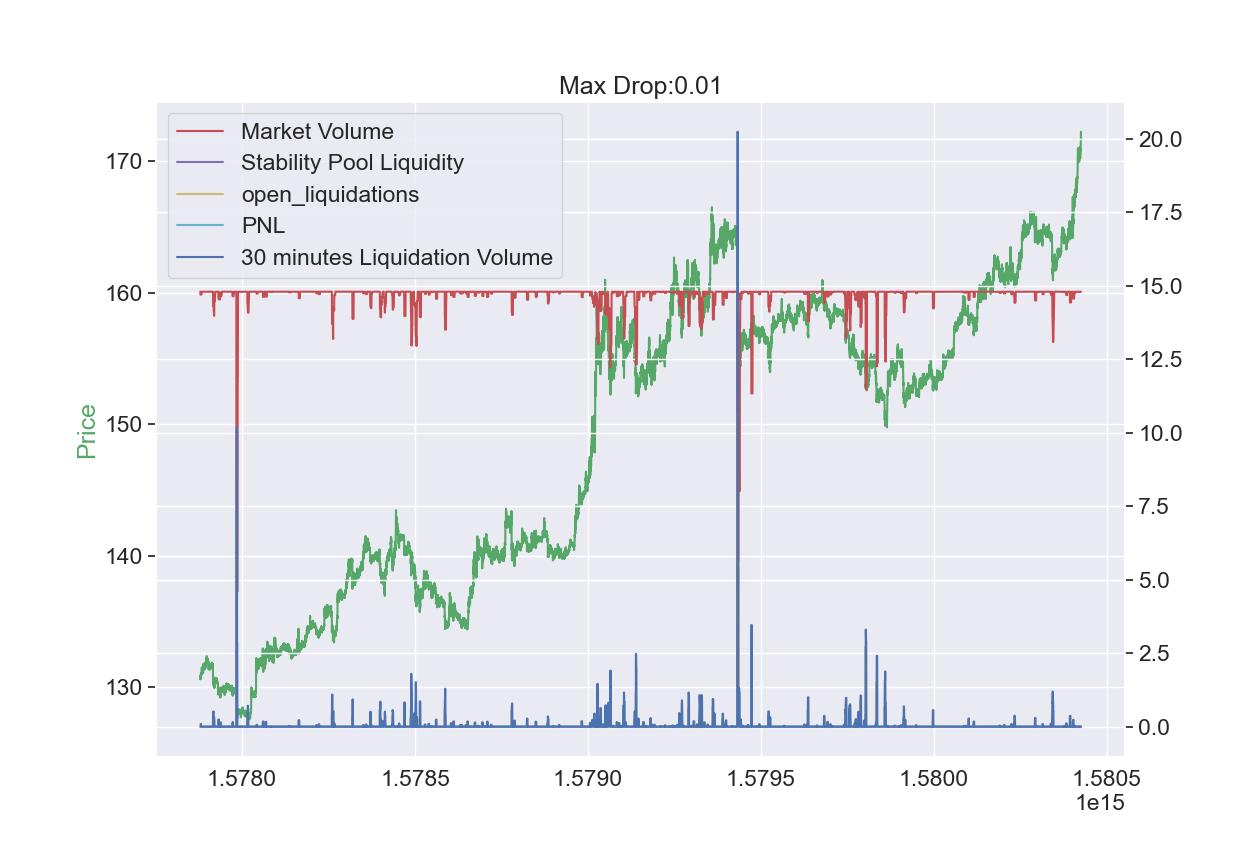 Max Drop:0.01
Market Volume
Stability Pool Liquidity
open_liquidations
PNL
30 minutes Liquidation Volume
Price
170
160
150
140
130
20.0
17.5
15.0
12.5
10.0
7.5
5.0
2.5
0.0
1.5780 1.5785 1.5790 1.5795 1.5800 1.5805
1e15